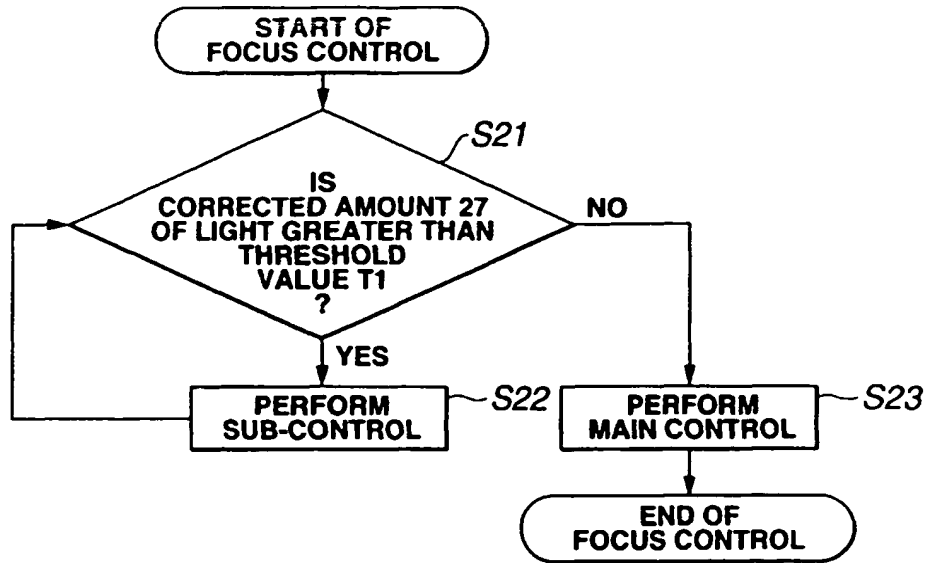 START OF
FOCUS CONTROL
S21
IS
CORRECTED AMOUNT 27
OF LIGHT GREATER THAN
THRESHOLD
VALUE T1
?
NO
YES
PERFORM
SUB-CONTROL
S22
PERFORM
MAIN CONTROL
S23
END OF
FOCUS CONTROL